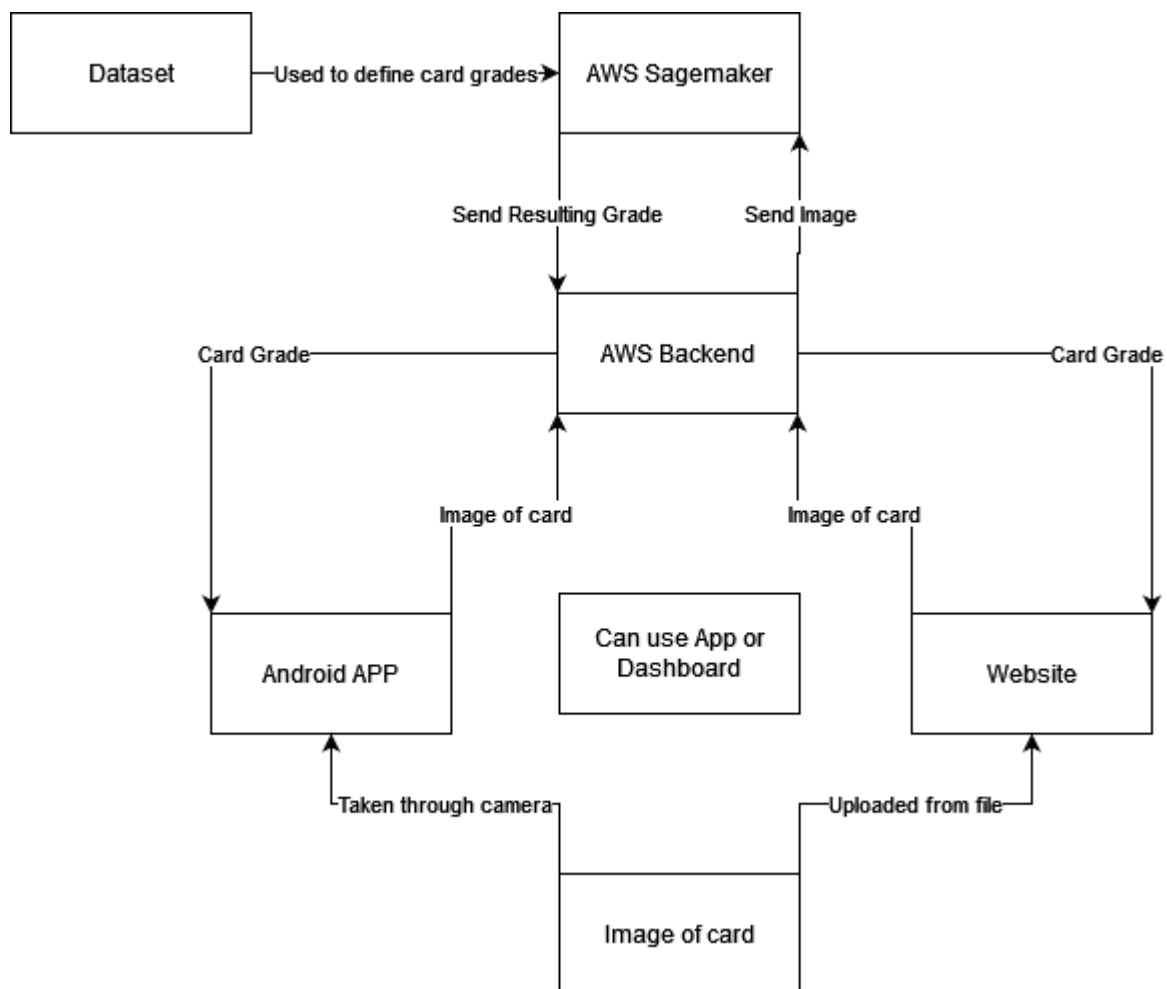 Dataset
Used to define card grades
AWS Sagemaker
Send Resulting Grade
Send Image
AWS Backend
Card Grade
Card Grade
Image of card
Image of card
Android APP
Can use App or
Dashboard
Website
Taken through camera
Uploaded from file
Image of card